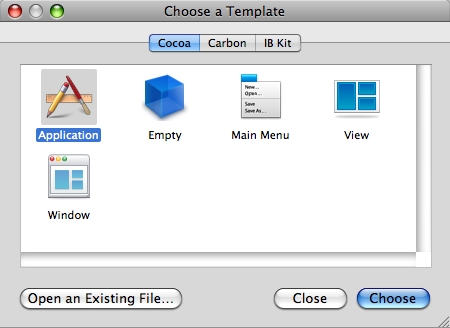 Choose a Template
Cocoa Carbon IB Kit
New...
Open...
Save
Save As...
Application Empty Main Menu View
Window
Open an Existing File... Close Choose